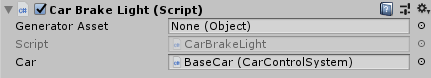 Car Brake Light (Script)
Generator Asset None (Object)
Script CarBrakeLight
Car BaseCar (CarControlSystem)